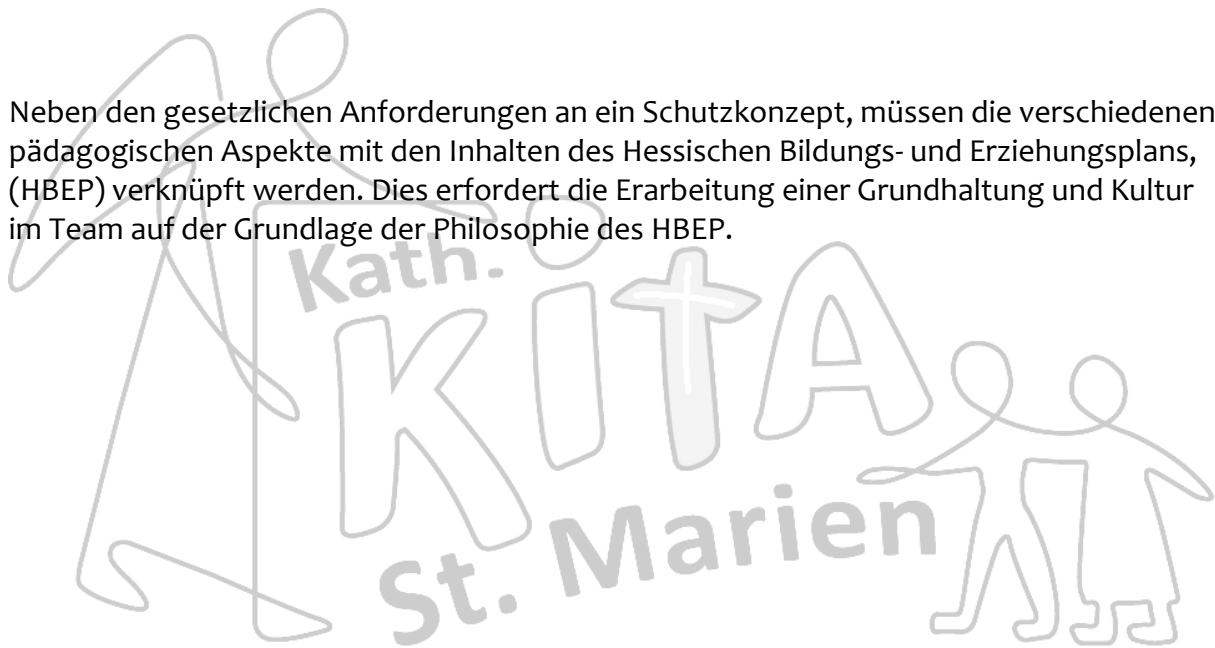 Neben den gesetzlichen Anforderungen an ein Schutzkonzept, müssen die verschiedenen
pädagogischen Aspekte mit den Inhalten des Hessischen Bildungs- und Erziehungsplans,
(HBEP) verknüpft werden. Dies erfordert die Erarbeitung einer Grundhaltung und Kultur
im Team auf der Grundlage der Philosophie des HBEP.
Kath.
KiTA
St. Marien